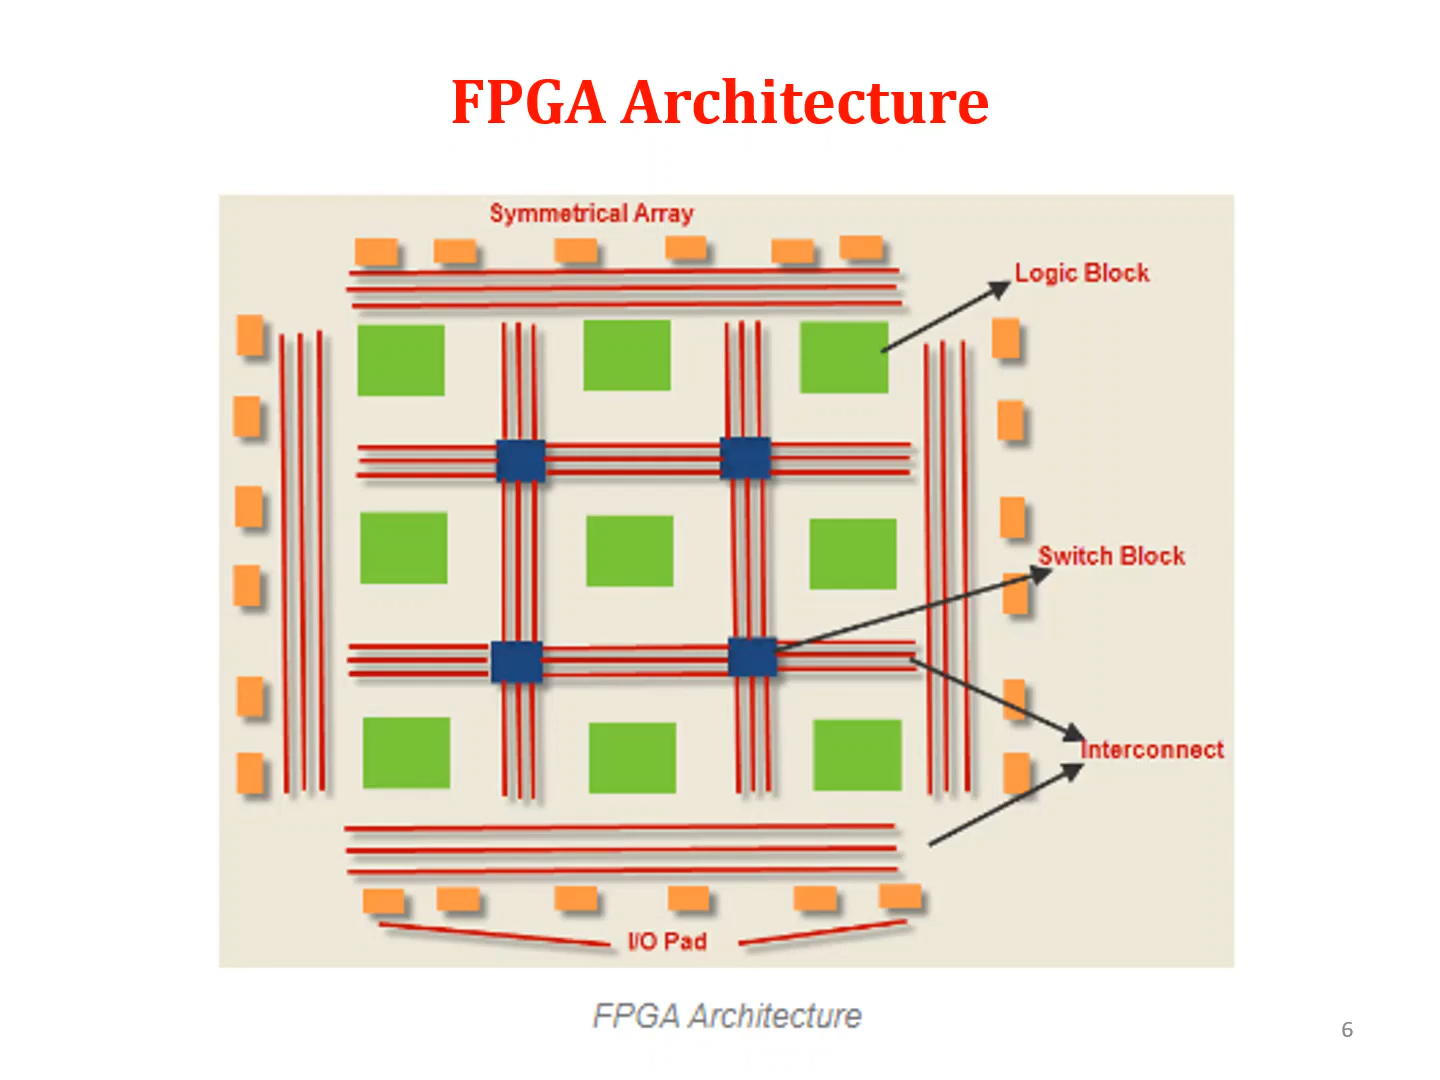 FPGA Architecture
Symmetrical Array
Logic Block
Switch Block
Interconnect
I/O Pad
FPGA Architecture
6